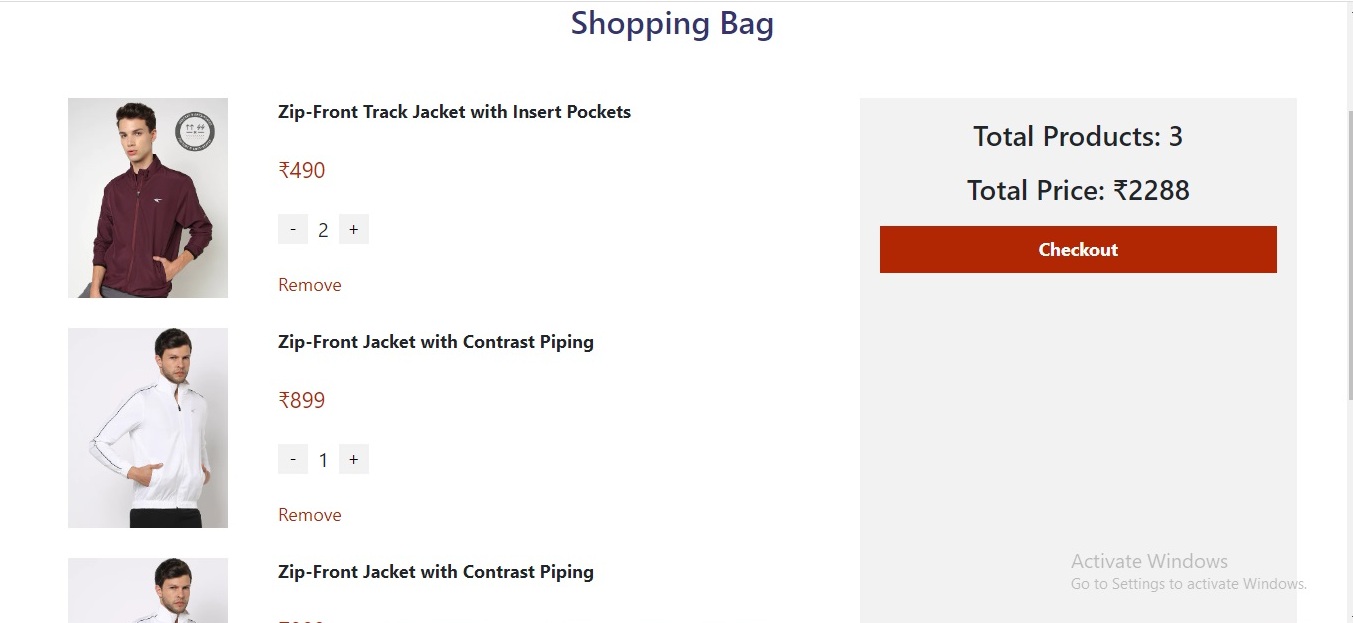 Shopping Bag
Zip-Front Track Jacket with Insert Pockets
₹490
- 2 +
Remove
Zip-Front Jacket with Contrast Piping
₹899
- 1 +
Remove
Zip-Front Jacket with Contrast Piping
Total Products: 3
Total Price: ₹2288
Checkout
Activate Windows
Go to Settings to activate Windows.